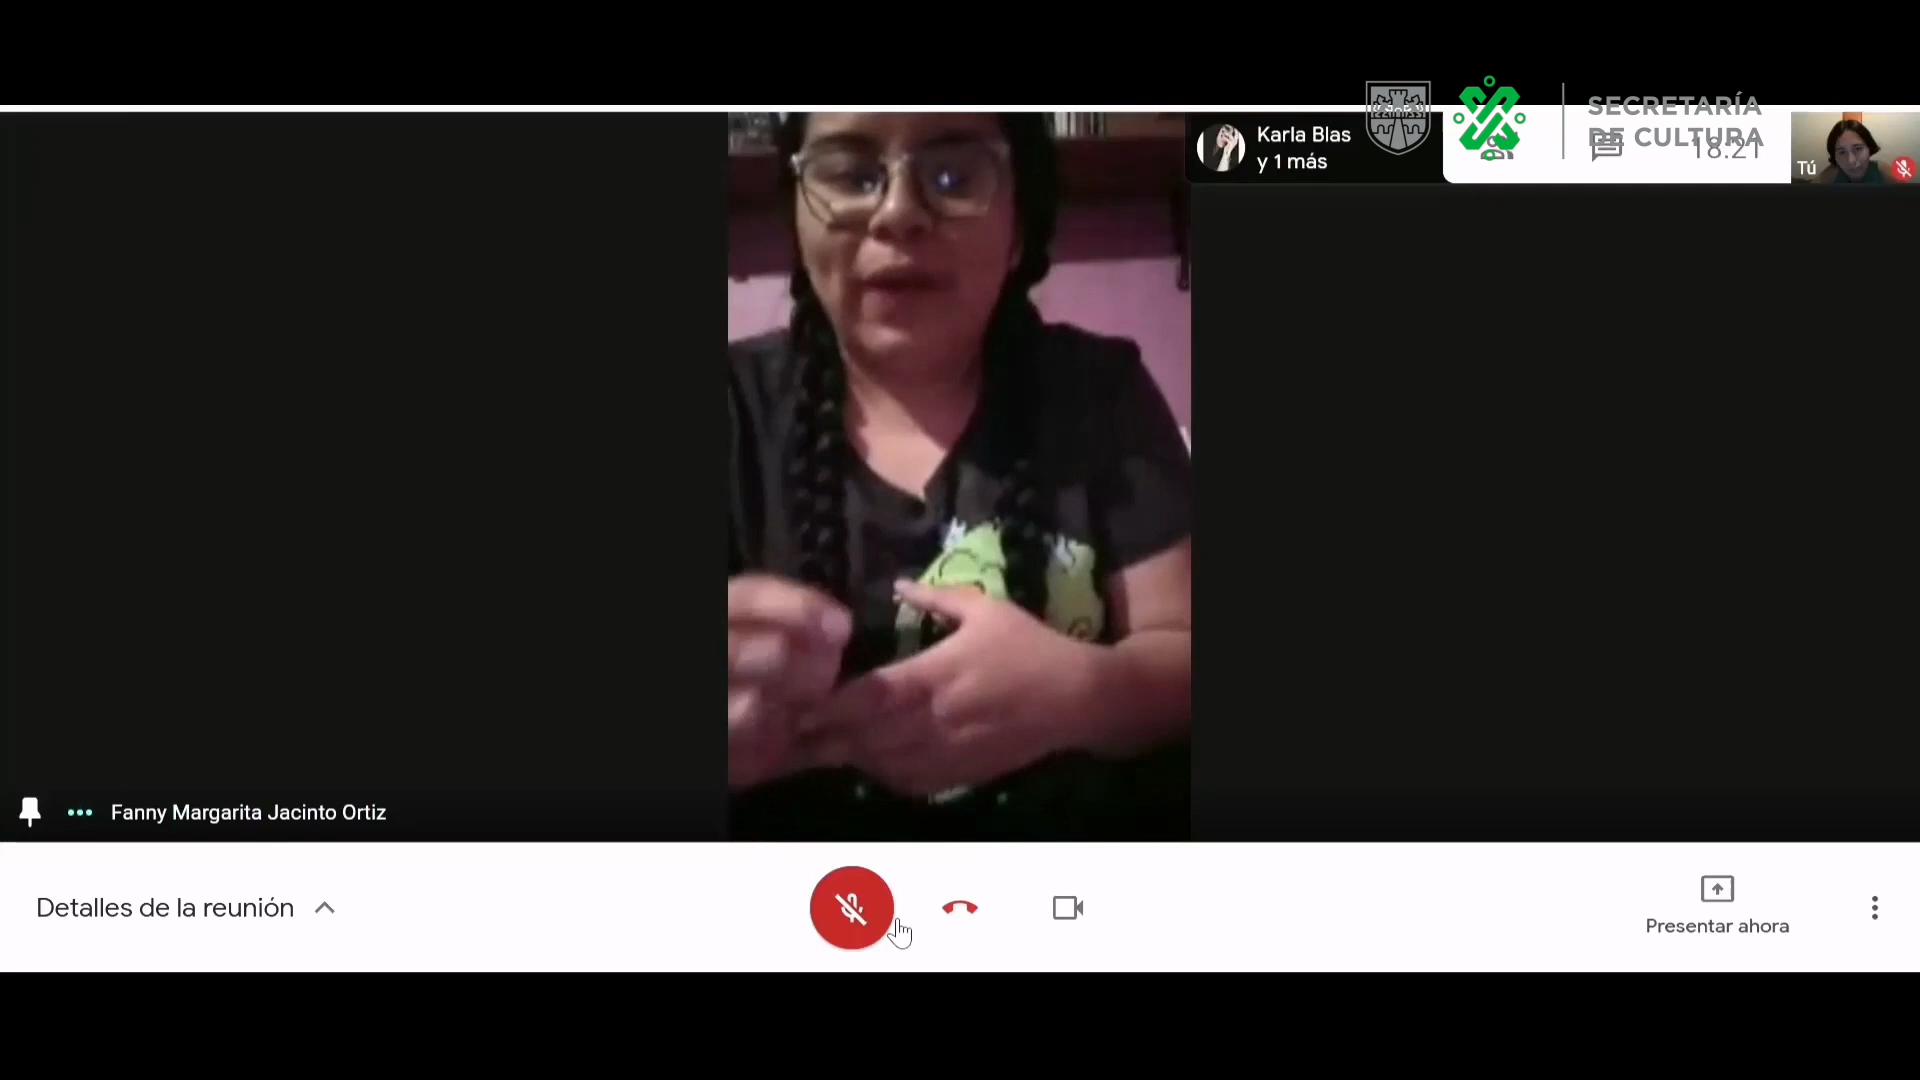 SECRETARÍA
DE CULTURA
Karla Blas
y 1 más
18:21
Tú
Fanny Margarita Jacinto Ortiz
Detalles de la reunión
Presentar ahora